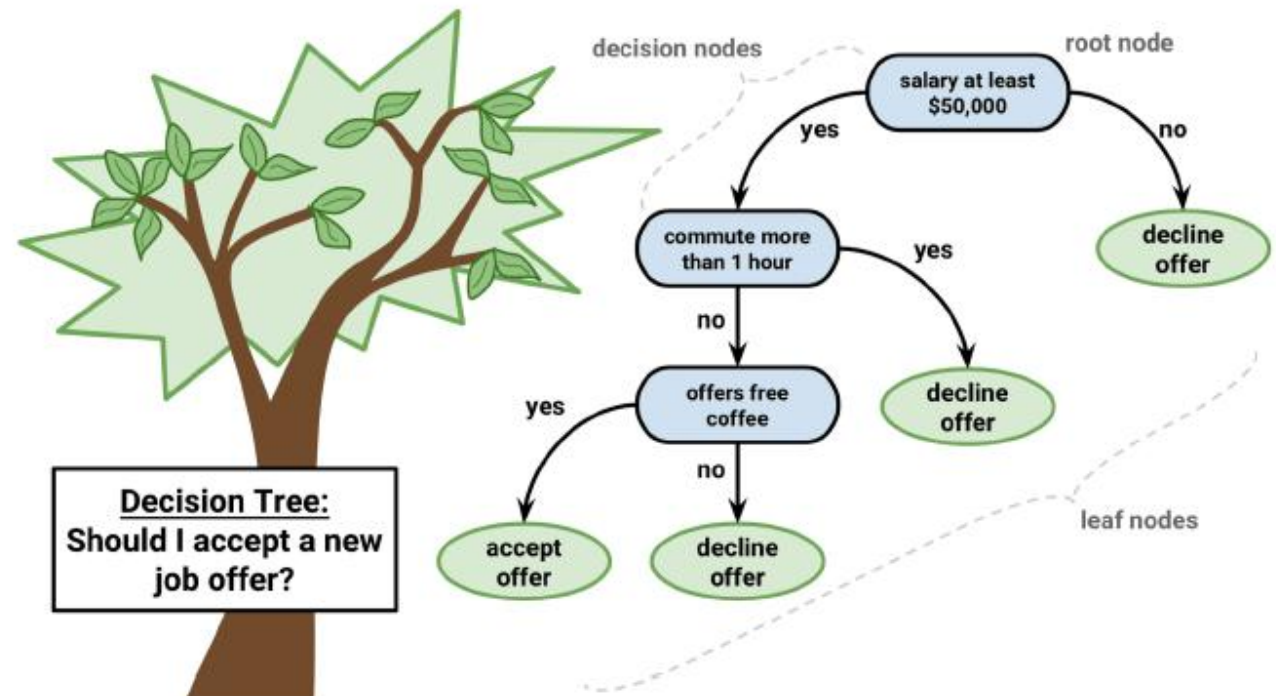 decision nodes
root node
salary at least
$50,000
yes
no
commute more
than 1 hour
yes
decline
offer
no
offers free
coffee
decline
offer
yes
no
leaf nodes
accept
offer
decline
offer
Decision Tree:
Should I accept a new
job offer?